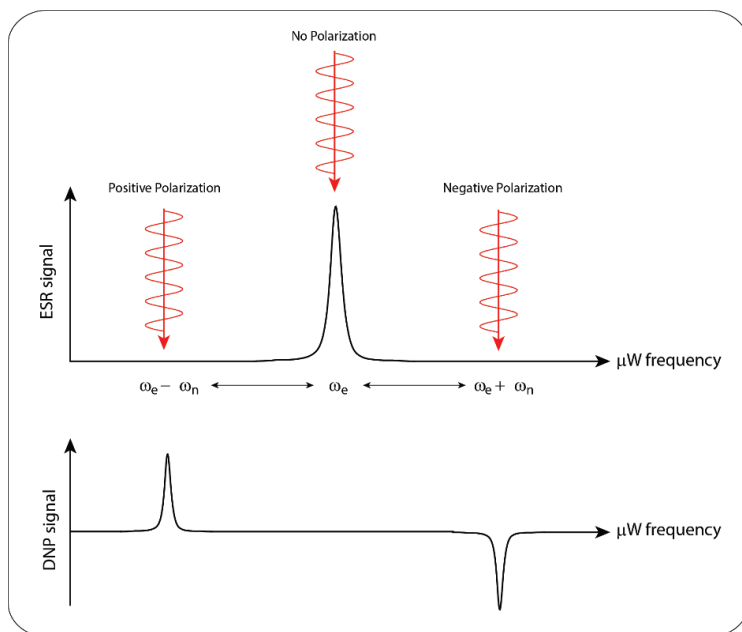 No Polarization
Positive Polarization
Negative Polarization
ESR signal
μW frequency
ωe − ωn
ωe
ωe + ωn
DNP signal
μW frequency